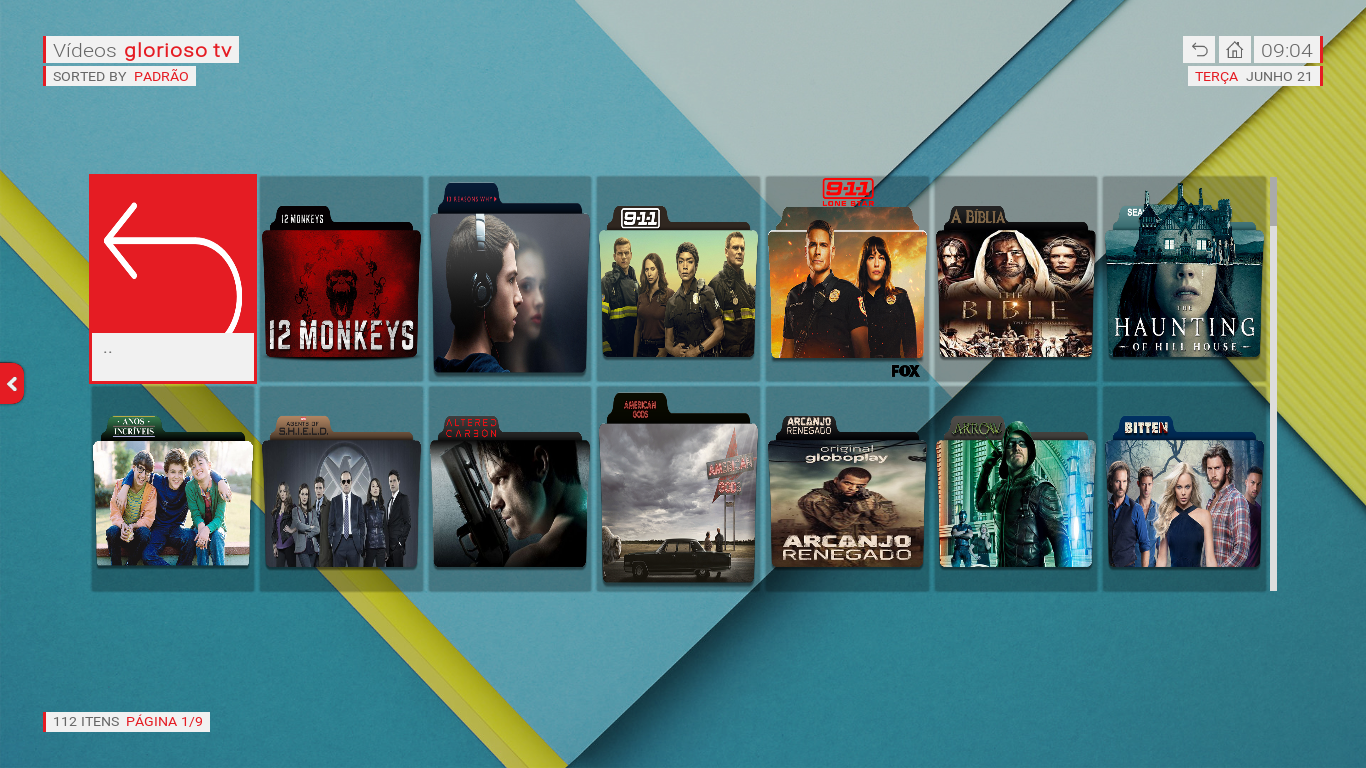 Vídeos glorioso tv
SORTED BY PADRÃO
09:04
TERÇA JUNHO 21
..
12 MONKEYS
12 MONKEYS
13 REASONS WHY
9-1-1
9-1-1
LONE STAR
FOX
A BÍBLIA
THE
BIBLE
SEA
THE
HAUNTING
- OF HILL HOUSE -
· ANOS ·
INCRÍVEIS
AGENTS OF
S.H.I.E.L.D.
ALTERED
CARBON
AMERICAN
GODS
AMERICAN
GODS
ARCANJO
RENEGADO
original
globoplay
ARCANJO
RENEGADO
ARROW
BITTEN
112 ITENS PÁGINA 1/9